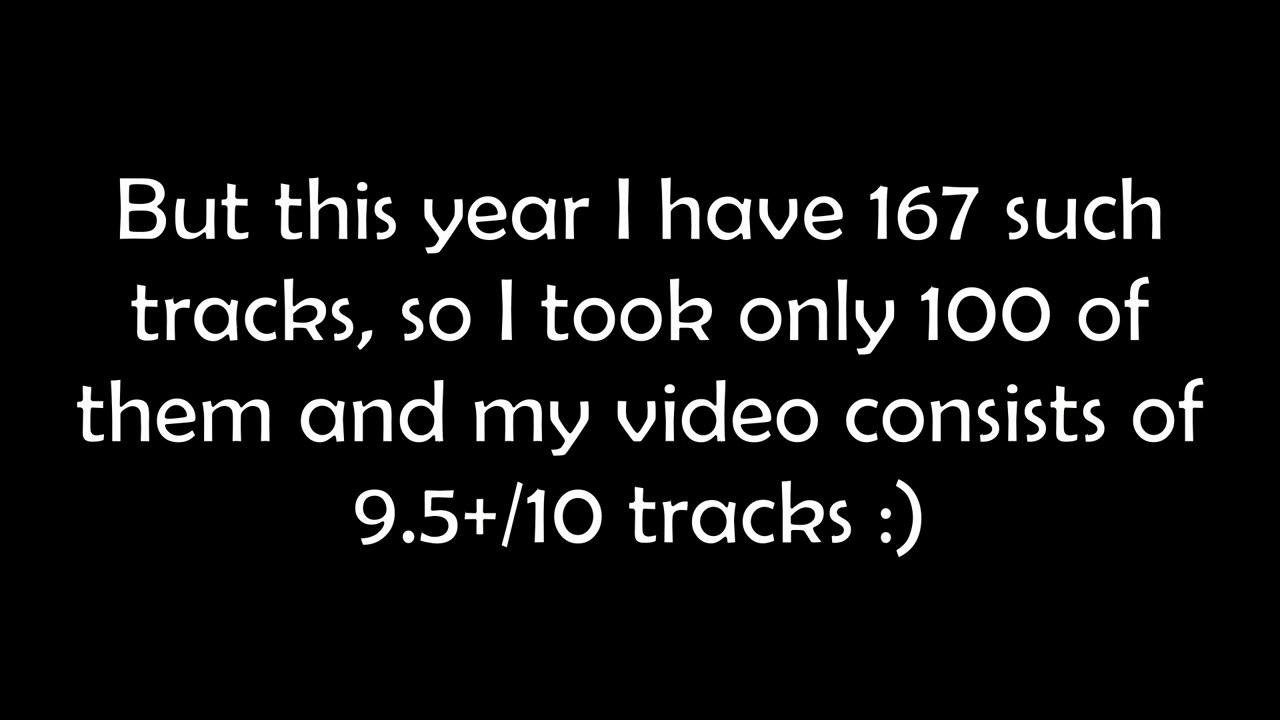 But this year I have 167 such
tracks, so I took only 100 of
them and my video consists of
9.5+/10 tracks :)